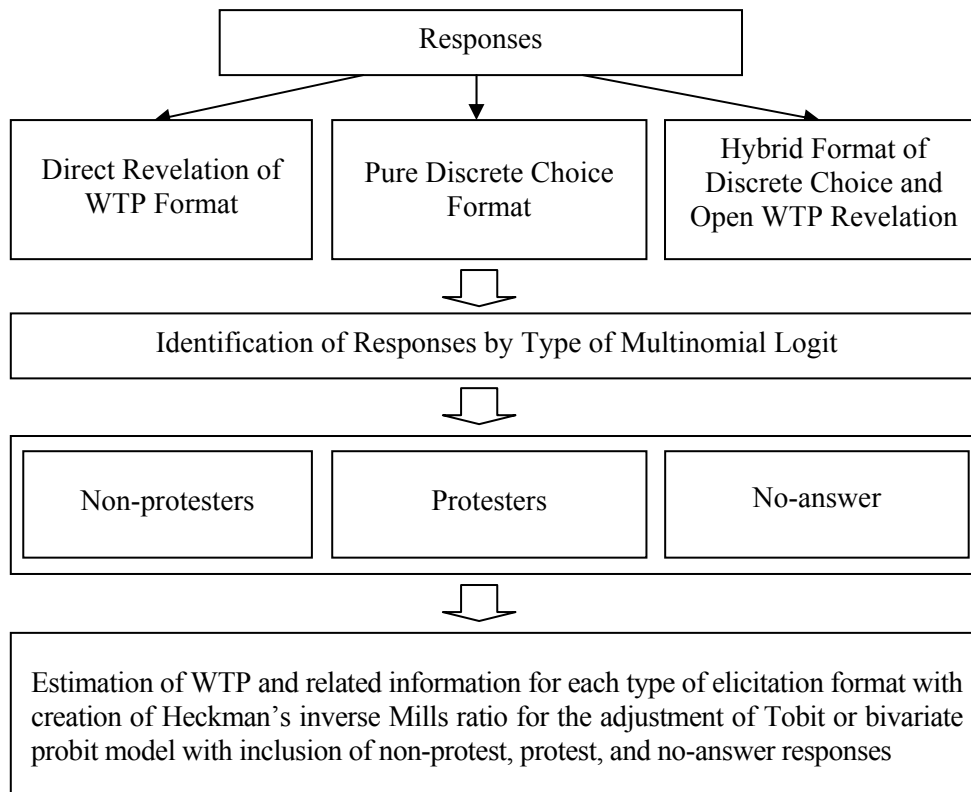 Responses
Direct Revelation of
WTP Format
Pure Discrete Choice
Format
Hybrid Format of
Discrete Choice and
Open WTP Revelation
Identification of Responses by Type of Multinomial Logit
Non-protesters
Protesters
No-answer
Estimation of WTP and related information for each type of elicitation format with
creation of Heckman's inverse Mills ratio for the adjustment of Tobit or bivariate
probit model with inclusion of non-protest, protest, and no-answer responses